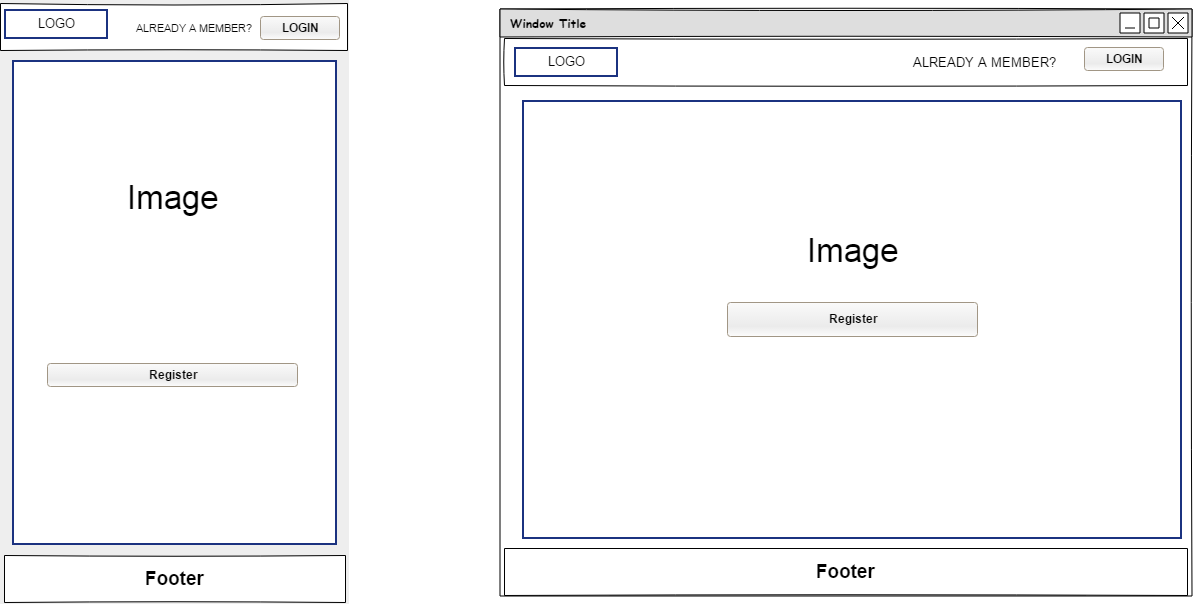 LOGO
ALREADY A MEMBER?
LOGIN
Image
Register
Footer
Window Title
LOGO
ALREADY A MEMBER?
LOGIN
Image
Register
Footer